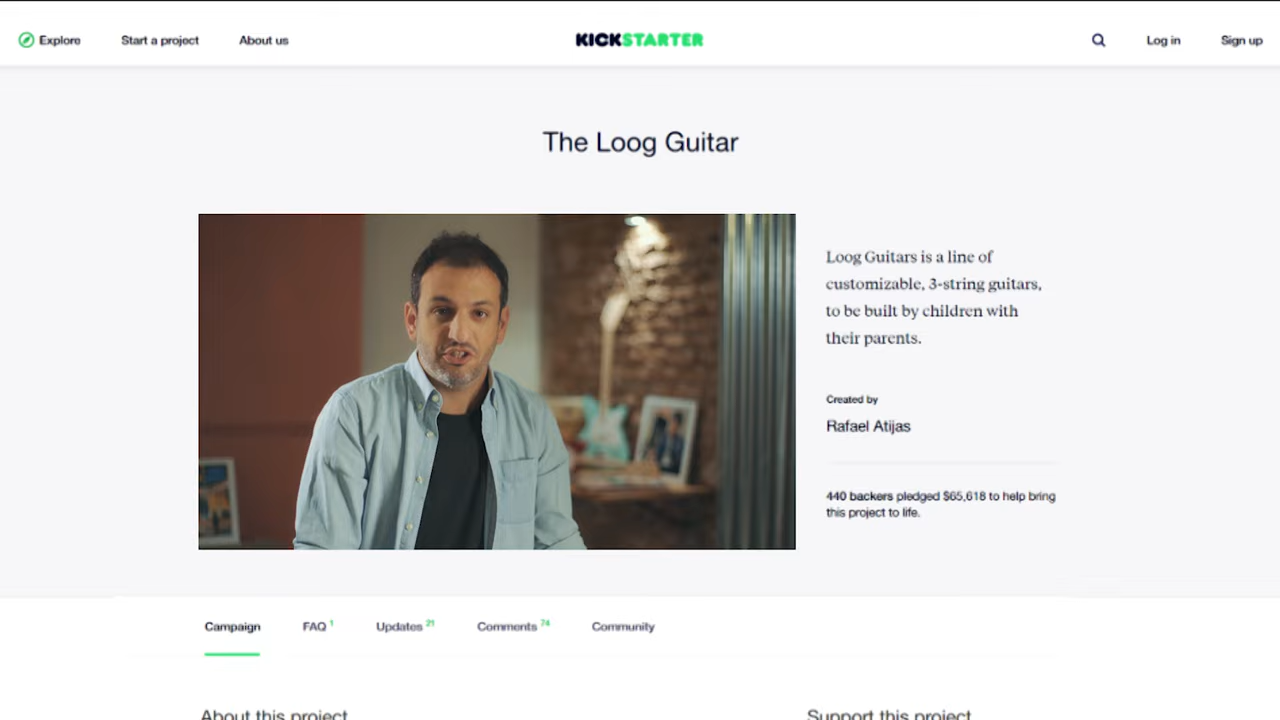 Explore
Start a project
About us
KICKSTARTER
Log in
Sign up
The Loog Guitar
Loog Guitars is a line of
customizable, 3-string guitars,
to be built by children with
their parents.
Created by
Rafael Atijas
440 backers pledged $65,618 to help bring
this project to life.
Campaign
FAQ 1
Updates 21
Comments 74
Community
About this project
Support this project